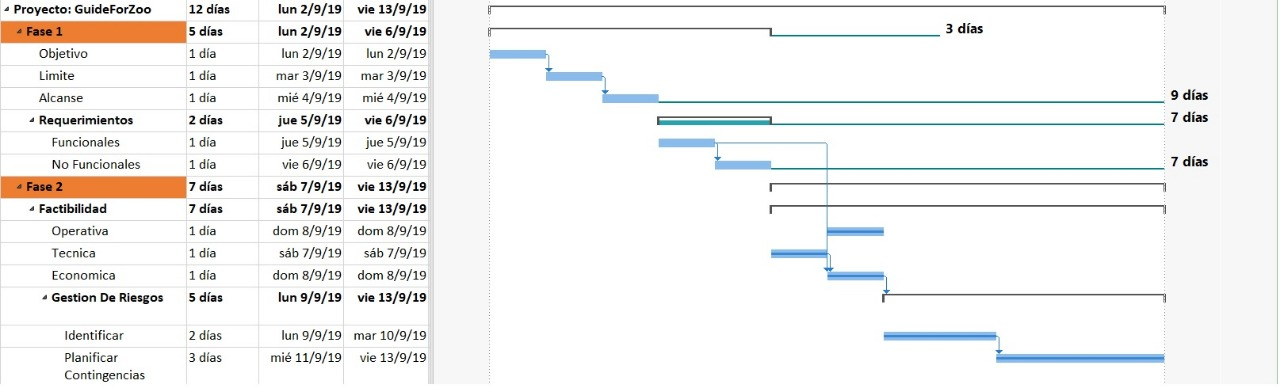 Proyecto: GuideForZoo 12 días lun 2/9/19 vie 13/9/19
Fase 1 5 días lun 2/9/19 vie 6/9/19 3 días
Objetivo 1 día lun 2/9/19 lun 2/9/19
Limite 1 día mar 3/9/19 mar 3/9/19
Alcanse 1 día mié 4/9/19 mié 4/9/19 9 días
Requerimientos 2 días jue 5/9/19 vie 6/9/19 7 días
Funcionales 1 día jue 5/9/19 jue 5/9/19
No Funcionales 1 día vie 6/9/19 vie 6/9/19 7 días
Fase 2 7 días sáb 7/9/19 vie 13/9/19
Factibilidad 7 días sáb 7/9/19 vie 13/9/19
Operativa 1 día dom 8/9/19 dom 8/9/19
Tecnica 1 día sáb 7/9/19 sáb 7/9/19
Economica 1 día dom 8/9/19 dom 8/9/19
Gestion De Riesgos 5 días lun 9/9/19 vie 13/9/19
Identificar 2 días lun 9/9/19 mar 10/9/19
Planificar 3 días mié 11/9/19 vie 13/9/19
Contingencias